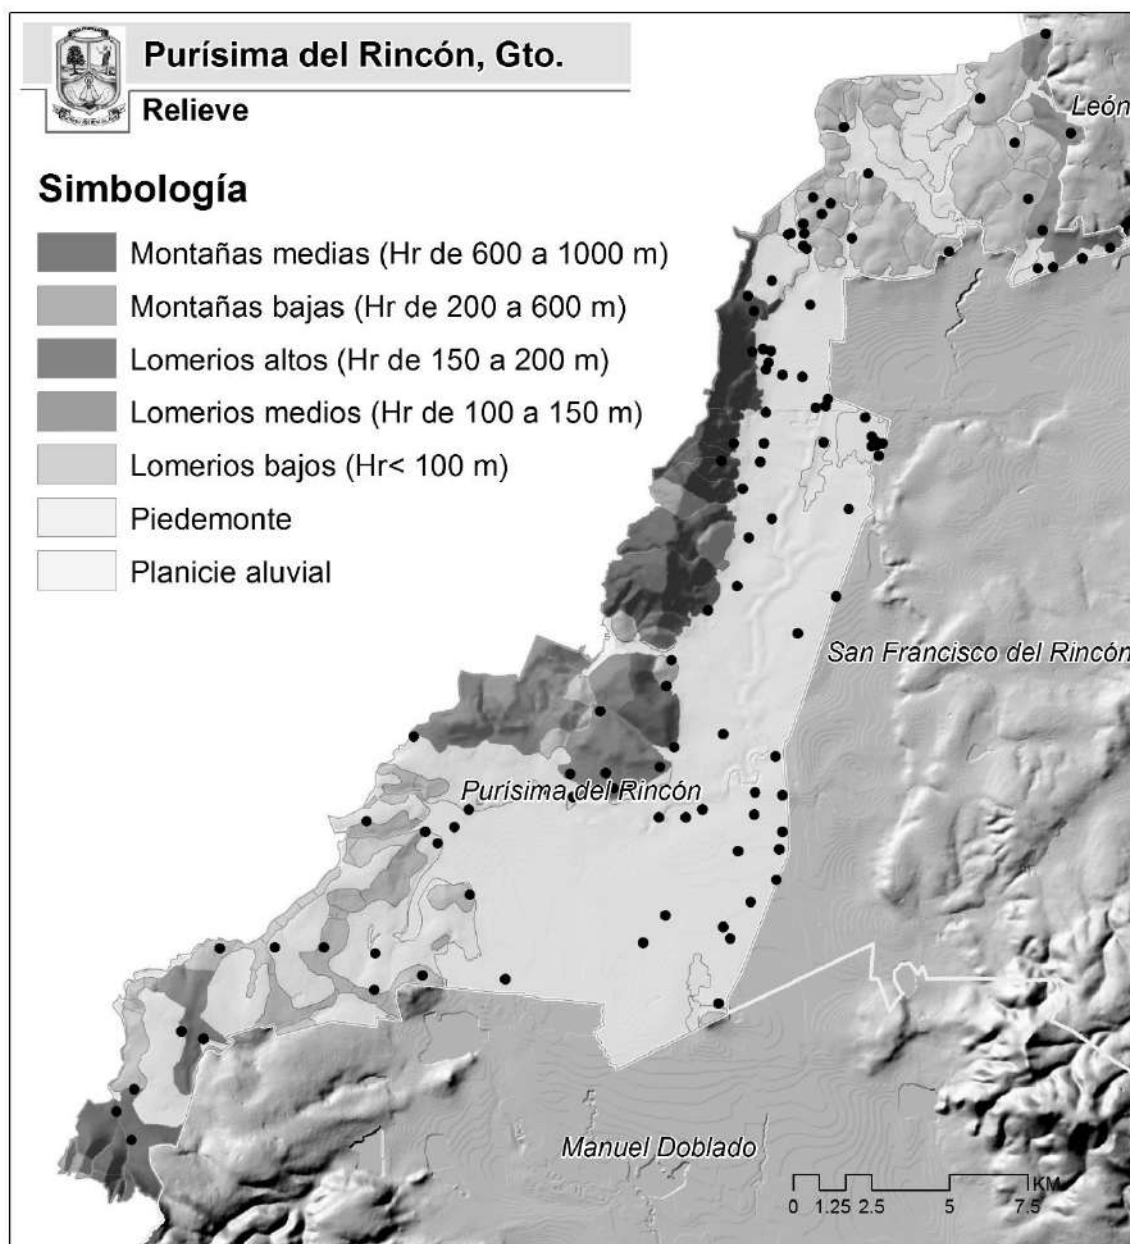 Purísima del Rincón, Gto.
Relieve
Simbología
Montañas medias (Hr de 600 a 1000 m)
Montañas bajas (Hr de 200 a 600 m)
Lomerios altos (Hr de 150 a 200 m)
Lomerios medios (Hr de 100 a 150 m)
Lomerios bajos (Hr< 100 m)
Piedemonte
Planicie aluvial
León
San Francisco del Rincón
Purísima del Rincón
Manuel Doblado
KM
0 1.25 2.5 5 7.5